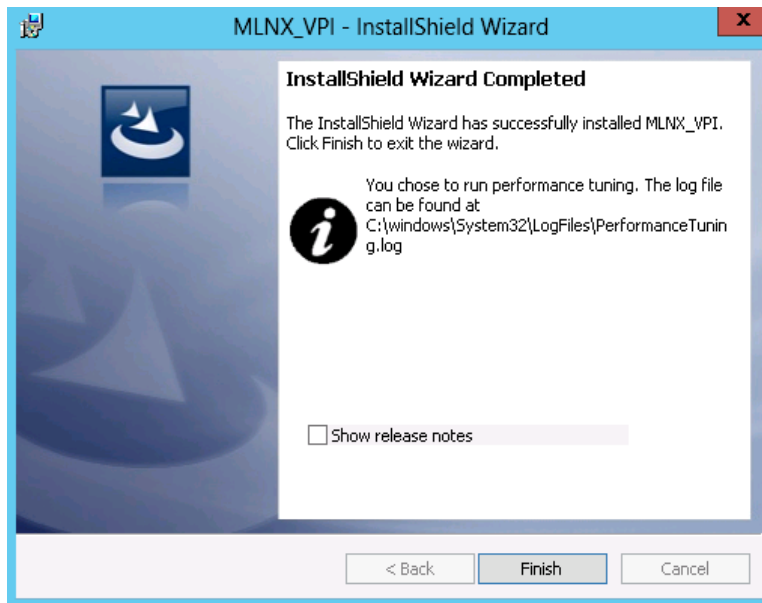 MLNX_VPI - InstallShield Wizard
x
InstallShield Wizard Completed
The InstallShield Wizard has successfully installed MLNX_VPI.
Click Finish to exit the wizard.
You chose to run performance tuning. The log file
can be found at
C:\windows\System32\LogFiles\PerformanceTunin
g.log
Show release notes
< Back
Finish
Cancel